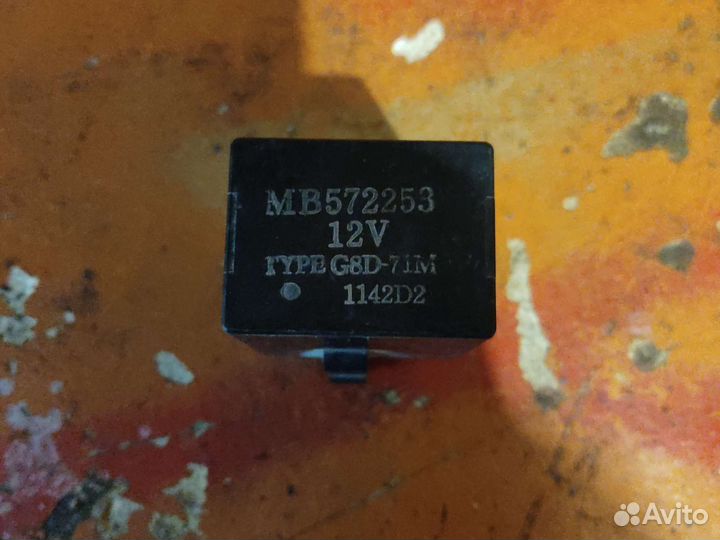 MB572253
12V
TYPE G8D-71M
1142D2
Avito